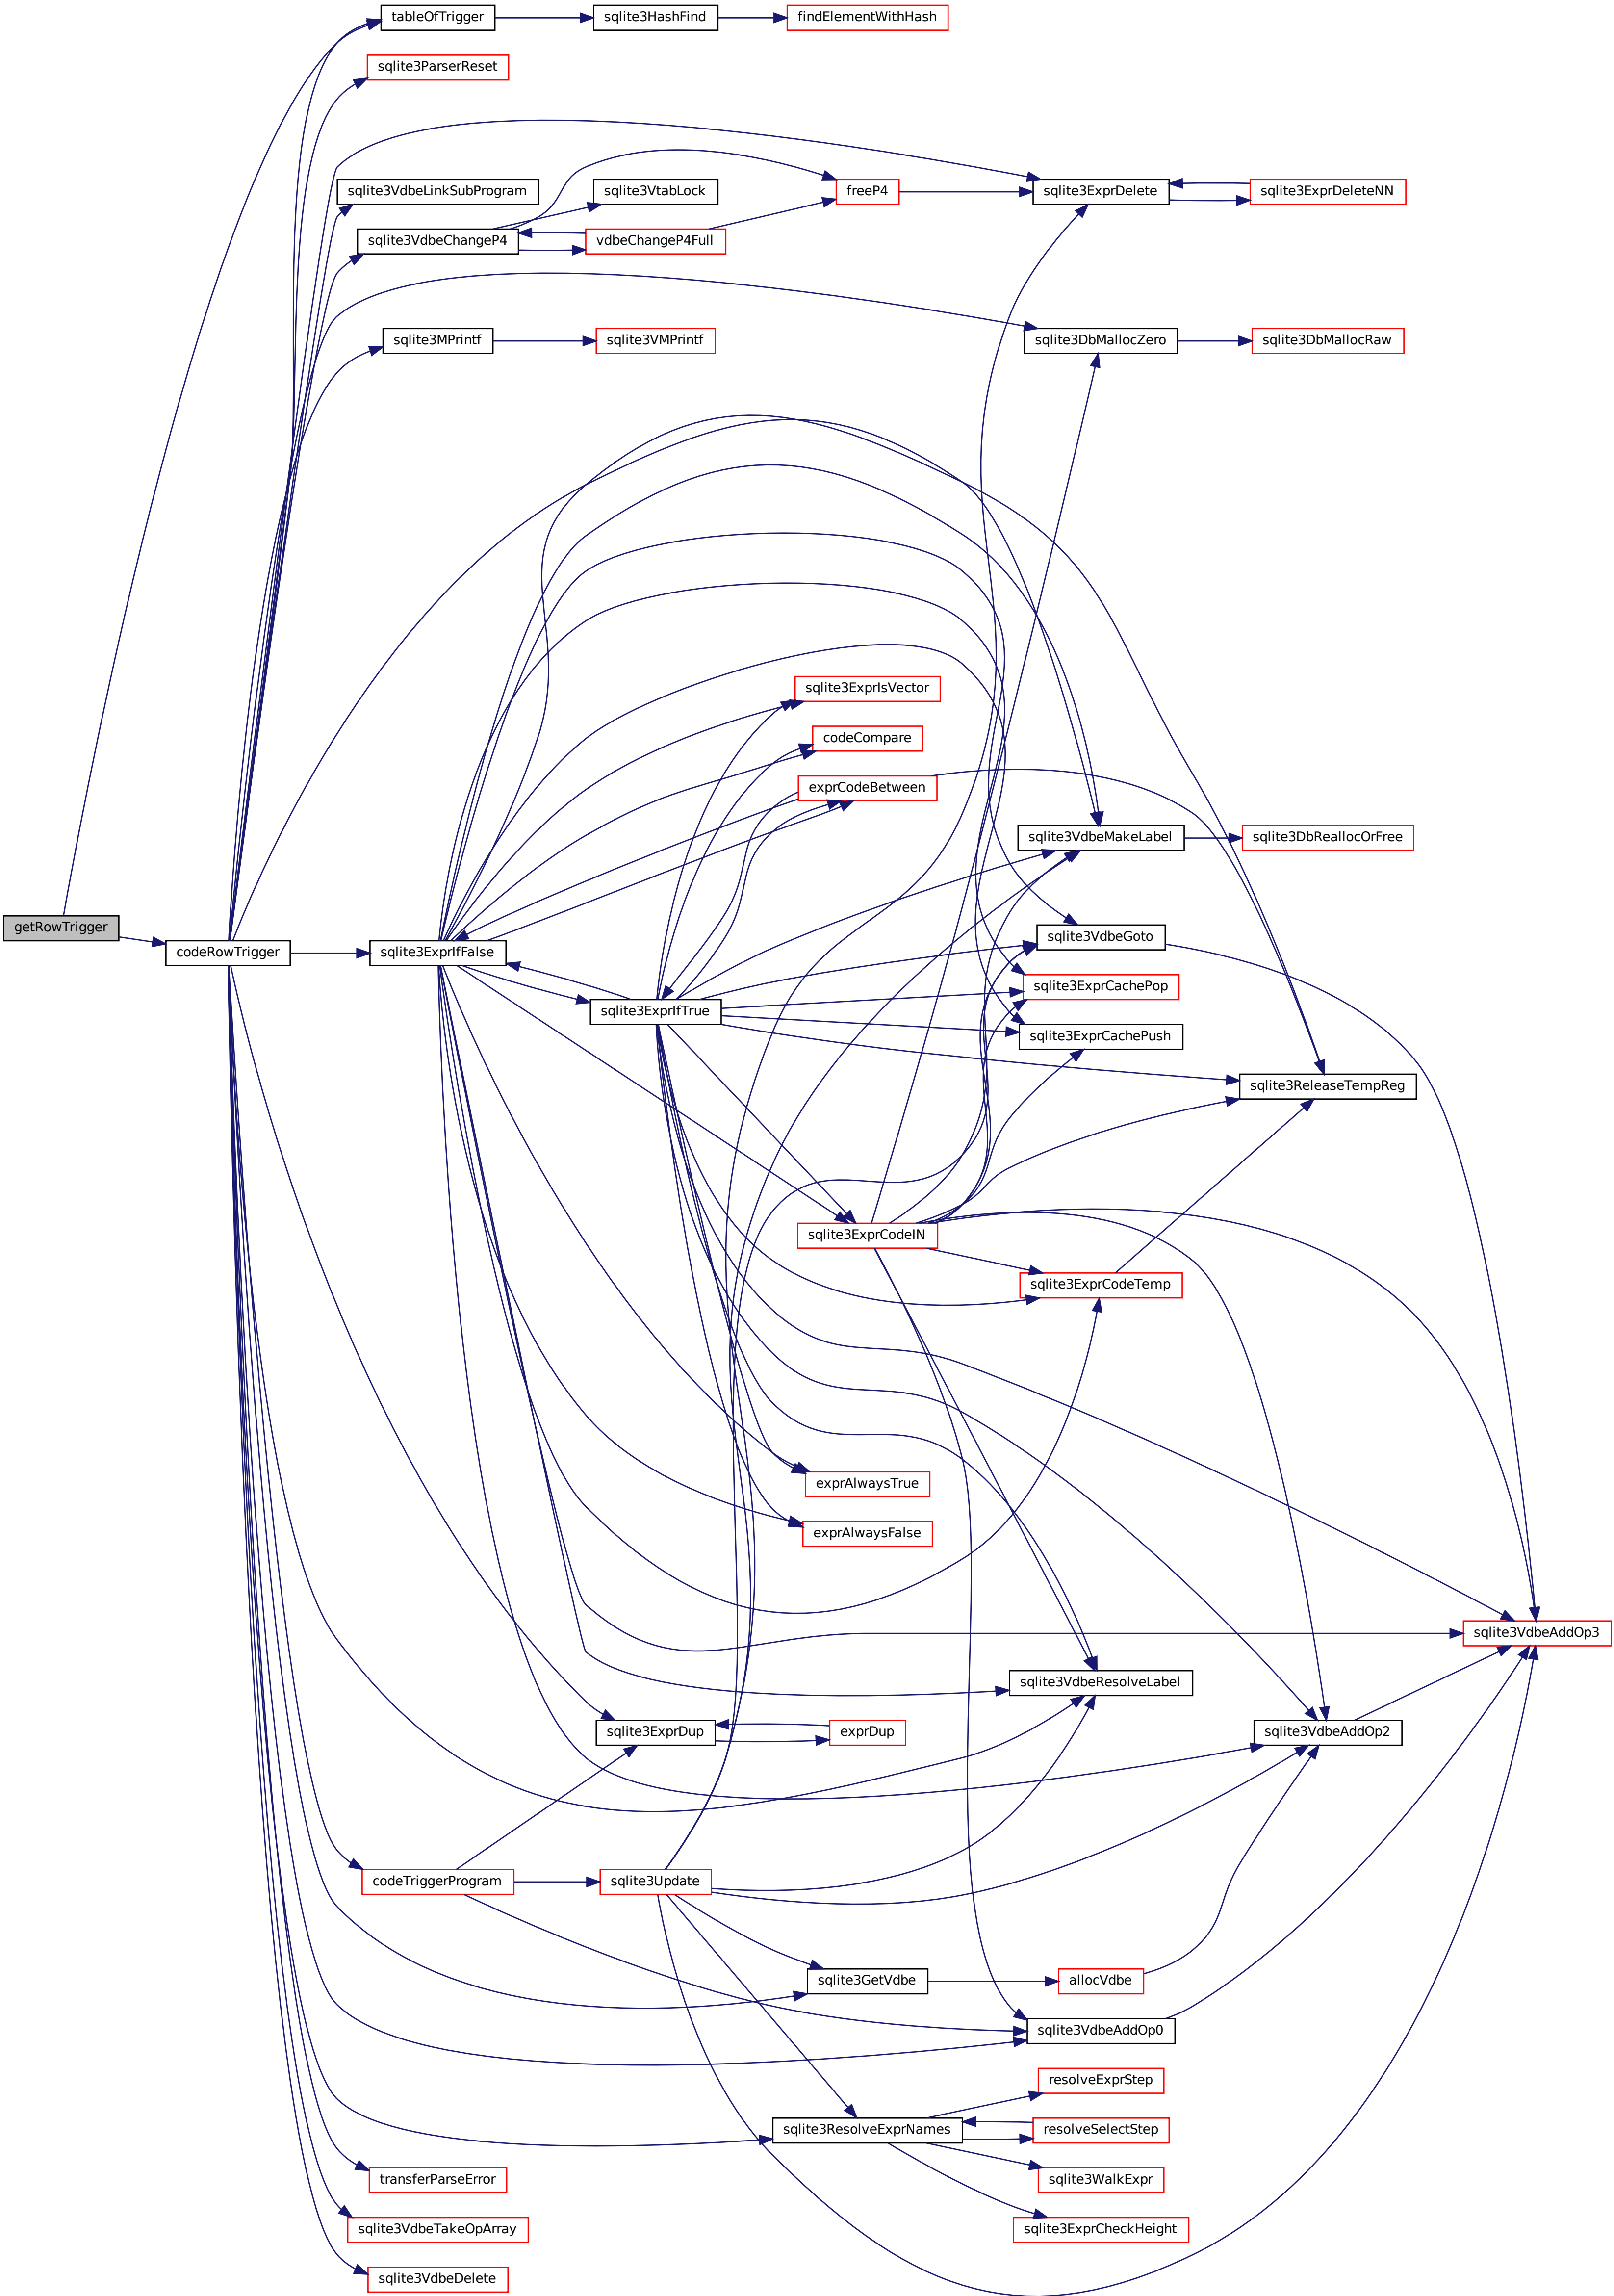 tableOfTrigger
sqlite3HashFind
findElementWithHash
sqlite3ParserReset
sqlite3VdbeLinkSubProgram
sqlite3VtabLock
freeP4
sqlite3ExprDelete
sqlite3ExprDeleteNN
sqlite3VdbeChangeP4
vdbeChangeP4Full
sqlite3MPrintf
sqlite3VMPrintf
sqlite3DbMallocZero
sqlite3DbMallocRaw
sqlite3ExprIsVector
codeCompare
exprCodeBetween
sqlite3VdbeMakeLabel
sqlite3DbReallocOrFree
getRowTrigger
codeRowTrigger
sqlite3ExprIfFalse
sqlite3VdbeGoto
sqlite3ExprCachePop
sqlite3ExprIfTrue
sqlite3ExprCachePush
sqlite3ReleaseTempReg
sqlite3ExprCodeIN
sqlite3ExprCodeTemp
exprAlwaysTrue
exprAlwaysFalse
sqlite3VdbeAddOp3
sqlite3VdbeResolveLabel
sqlite3ExprDup
exprDup
sqlite3VdbeAddOp2
codeTriggerProgram
sqlite3Update
sqlite3GetVdbe
allocVdbe
sqlite3VdbeAddOp0
resolveExprStep
sqlite3ResolveExprNames
resolveSelectStep
transferParseError
sqlite3WalkExpr
sqlite3VdbeTakeOpArray
sqlite3ExprCheckHeight
sqlite3VdbeDelete